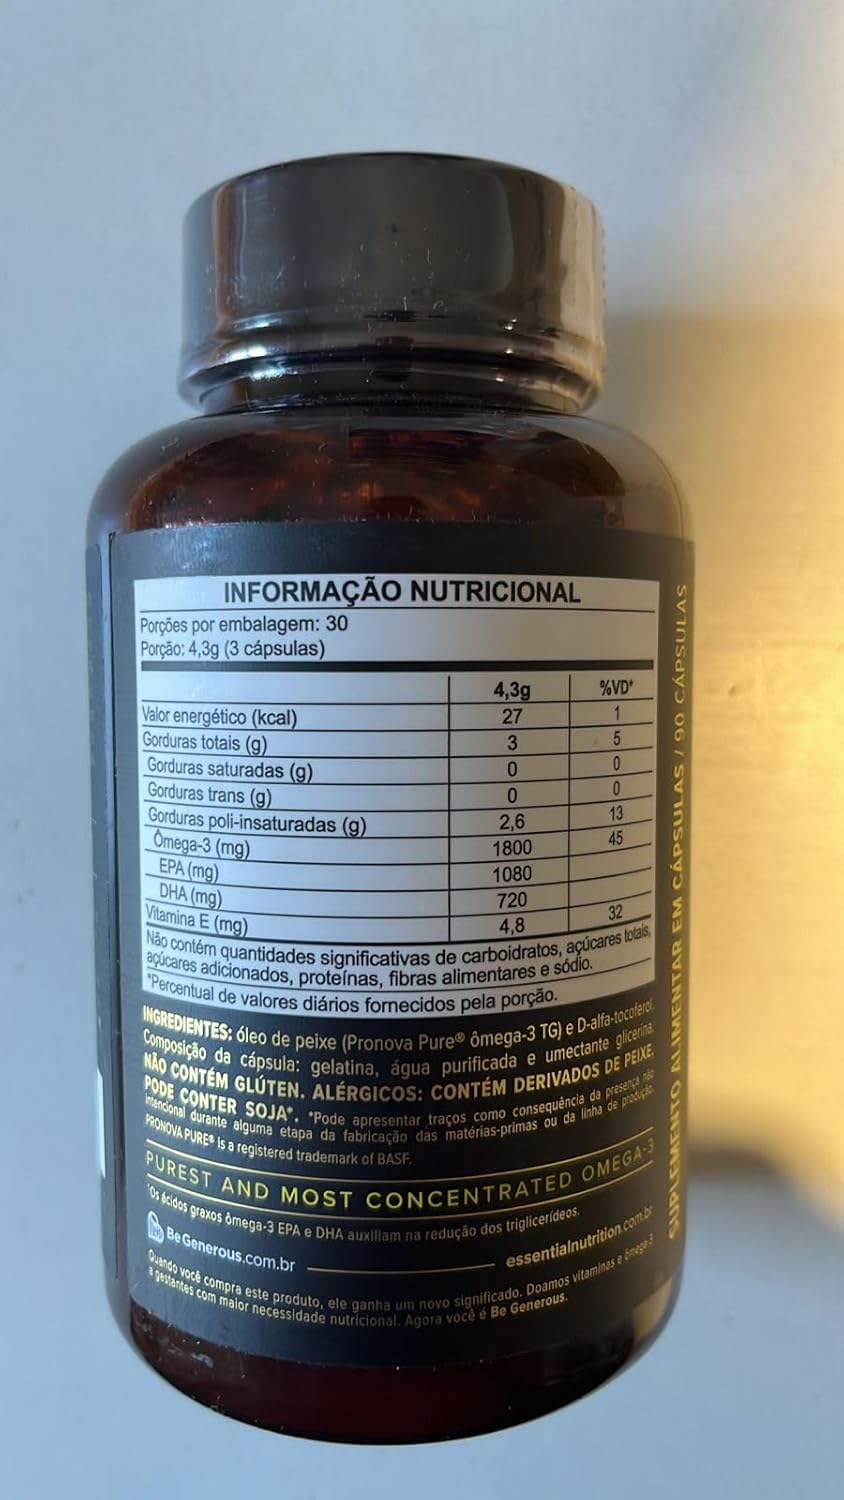 INFORMAÇÃO NUTRICIONAL
Porções por embalagem: 30
Porção: 4,3g (3 cápsulas)
4,3g %VD*
Valor energético (kcal) 27 1
Gorduras totais (g) 3 5
Gorduras saturadas (g) 0 0
Gorduras trans (g) 0 0
Gorduras poli-insaturadas (g) 2,6 13
Ômega-3 (mg) 1800 45
EPA (mg) 1080
DHA (mg) 720
Vitamina E (mg) 4,8 32
Não contém quantidades significativas de carboidratos, açúcares totais,
açúcares adicionados, proteínas, fibras alimentares e sódio.
*Percentual de valores diários fornecidos pela porção.
INGREDIENTES: óleo de peixe (Pronova Pure® ômega-3 TG) e D-alfa-tocoferol.
Composição da cápsula: gelatina, água purificada e umectante glicerina.
NÃO CONTÉM GLÚTEN. ALÉRGICOS: CONTÉM DERIVADOS DE PEIXE.
PODE CONTER SOJA*. *Pode apresentar traços como consequência da presença não
intencional durante alguma etapa da fabricação das matérias-primas ou da linha de produção.
PRONOVA PURE® is a registered trademark of BASF.
PUREST AND MOST CONCENTRATED OMEGA-3
*Os ácidos graxos ômega-3 EPA e DHA auxiliam na redução dos triglicerídeos.
Be Generous.com.br
essentialnutrition.com.br
Quando você compra este produto, ele ganha um novo significado. Doamos vitaminas e ômega-3
a gestantes com maior necessidade nutricional. Agora você é Be Generous.
SUPLEMENTO ALIMENTAR EM CÁPSULAS / 90 CÁPSULAS